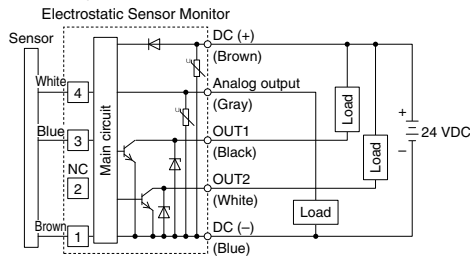 Electrostatic Sensor Monitor
Sensor
DC (+)
(Brown)
White
4
Analog output
(Gray)
Main circuit
Blue
3
OUT1
(Black)
Load
Load
+
−
24 VDC
NC
2
OUT2
(White)
Load
Brown
1
DC (−)
(Blue)